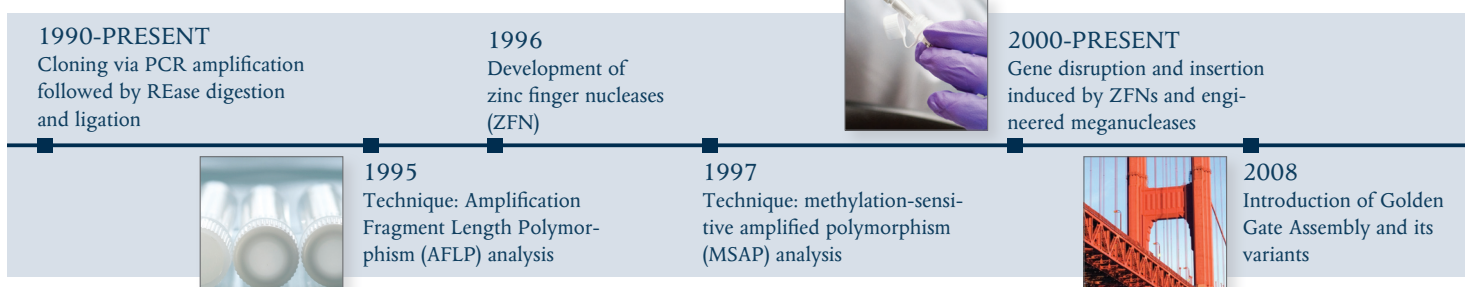 1990-PRESENT
Cloning via PCR amplification
followed by REase digestion
and ligation
1995
Technique: Amplification
Fragment Length Polymor-
phism (AFLP) analysis
1996
Development of
zinc finger nucleases
(ZFN)
1997
Technique: methylation-sensi-
tive amplified polymorphism
(MSAP) analysis
2000-PRESENT
Gene disruption and insertion
induced by ZFNs and engi-
neered meganucleases
2008
Introduction of Golden
Gate Assembly and its
variants